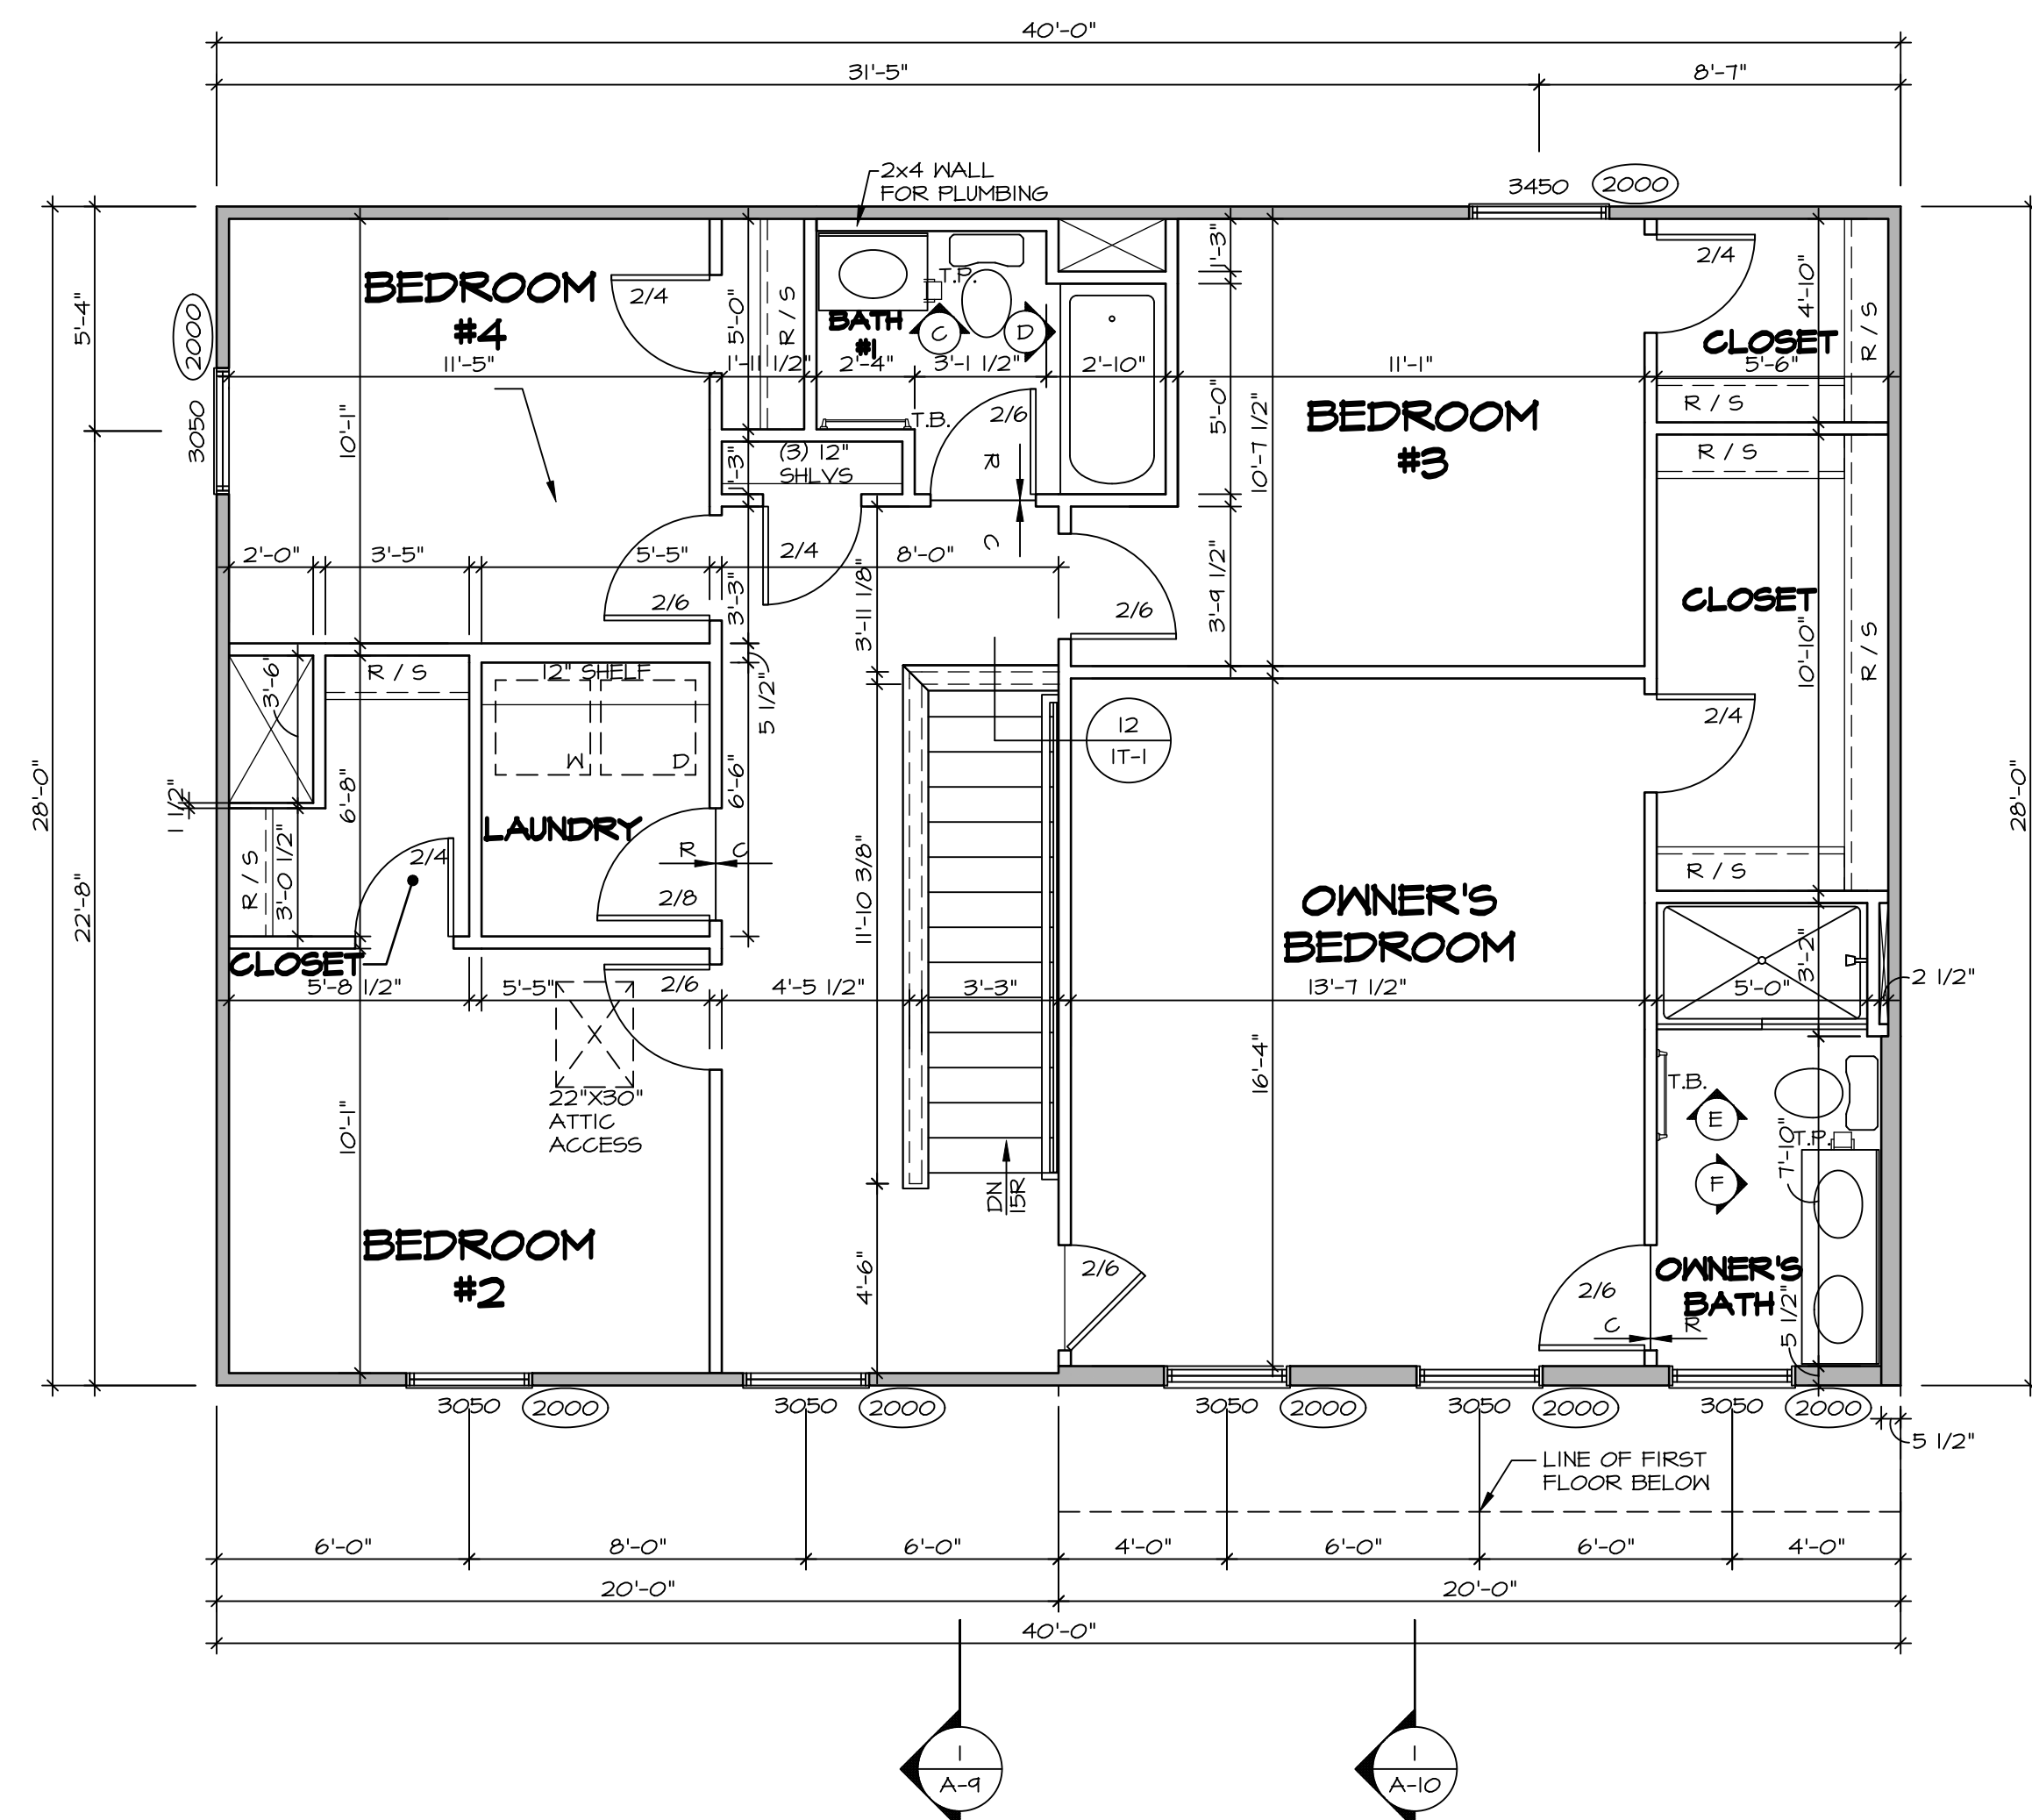 40'-0"
31'-5"
8'-7"
2x4 WALL
FOR PLUMBING
3450
2000
5'-4"
2000
3050
BEDROOM
#4
2/4
5'-0"
R / S
T.P.
BATH
#1
C
D
1'-3"
2/4
4'-10"
R / S
CLOSET
11'-5"
1'-11 1/2"
2'-4"
3'-1 1/2"
2'-10"
11'-1"
5'-6"
10'-1"
T.B.
2/6
5'-0"
10'-7 1/2"
BEDROOM
#3
R / S
(3) 12"
SHLVS
1'-3"
R
C
R / S
2'-0"
3'-5"
5'-5"
2/4
8'-0"
2/6
3'-3"
3'-11 1/8"
2/6
3'-9 1/2"
CLOSET
10'-10"
R / S
3'-6"
R / S
12" SHELF
5 1/2"
W
D
12
1T-1
2/4
28'-0"
1 1/2"
6'-8"
6'-6"
28'-0"
LAUNDRY
R / S
3'-0 1/2"
2/4
R
C
2/8
11'-10 3/8"
R / S
22'-8"
OWNER'S
BEDROOM
CLOSET
5'-8 1/2"
5'-5"
2/6
4'-5 1/2"
3'-3"
13'-7 1/2"
3'-2"
5'-0"
2 1/2"
22"X30"
ATTIC
ACCESS
10'-1"
16'-4"
T.B.
E
T.P.
7'-10"
F
DN
15R
BEDROOM
#2
4'-6"
2/6
2/6
OWNER'S
BATH
C
R
5 1/2"
3050
2000
3050
2000
3050
2000
3050
2000
3050
2000
5 1/2"
LINE OF FIRST
FLOOR BELOW
6'-0"
8'-0"
6'-0"
4'-0"
6'-0"
6'-0"
4'-0"
20'-0"
20'-0"
40'-0"
1
A-9
1
A-10